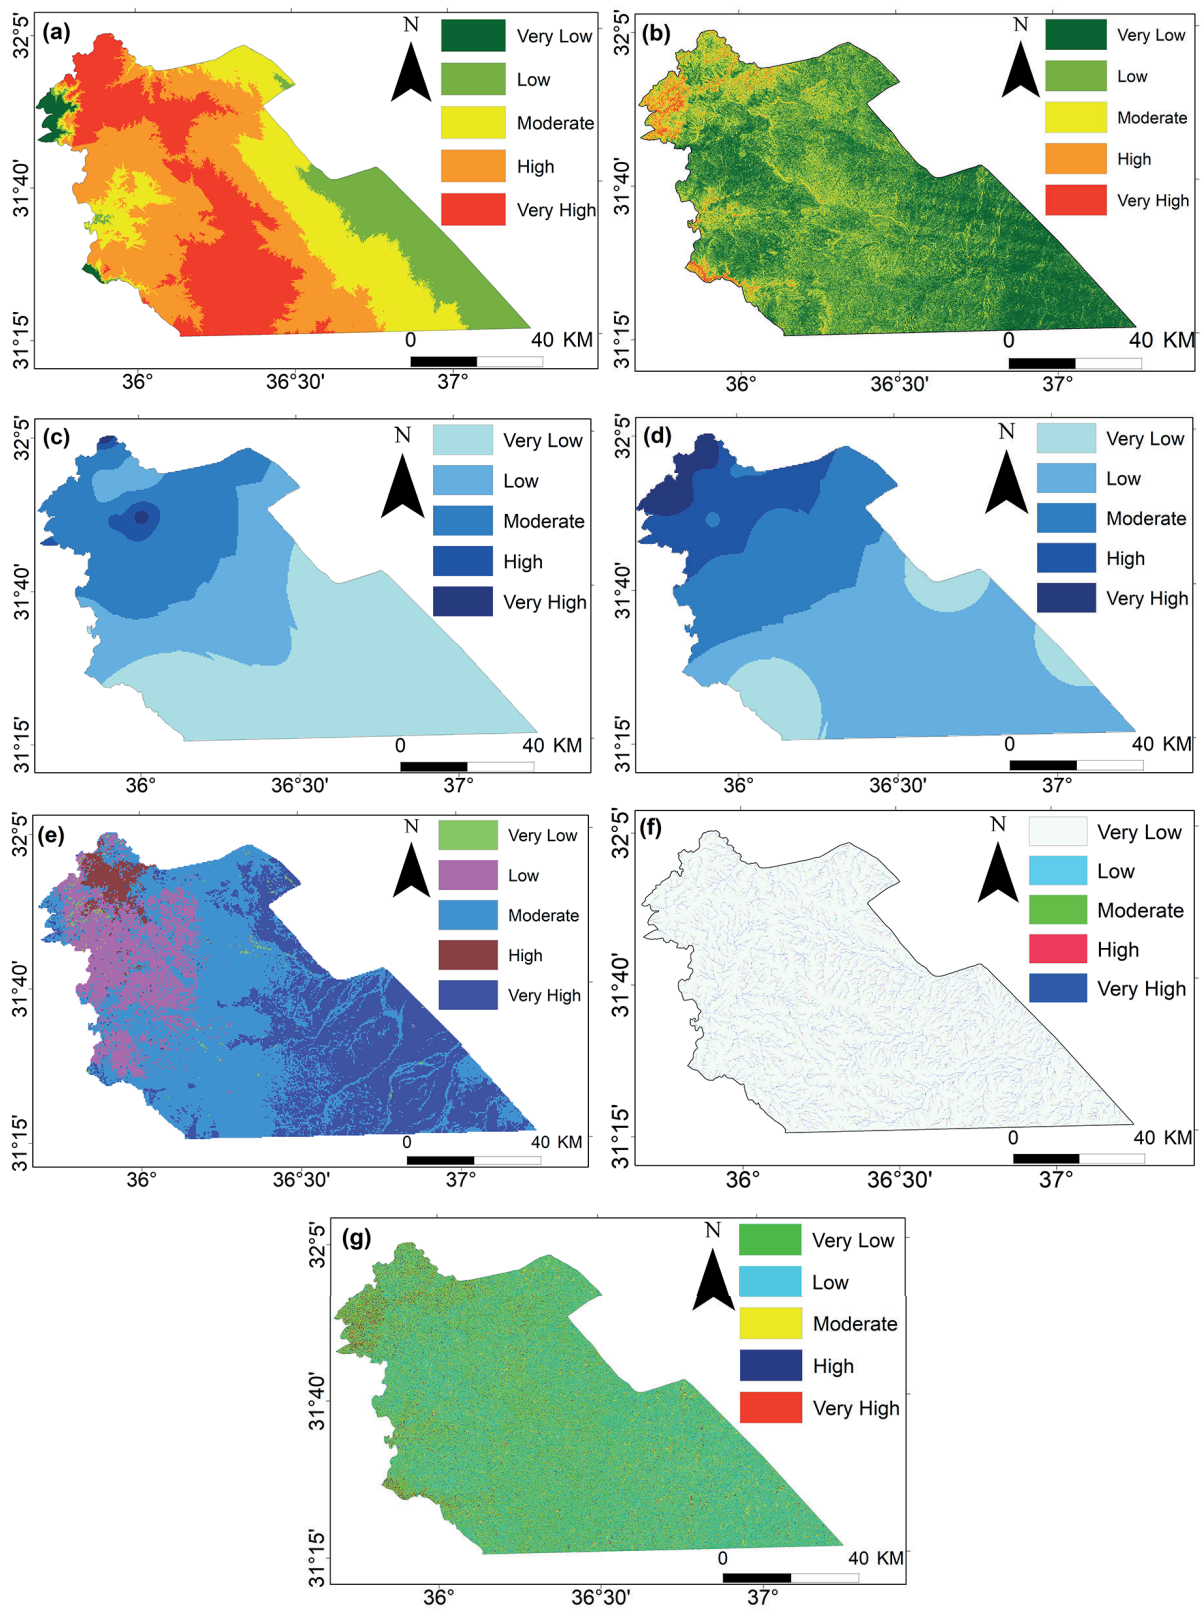 (a)
N
Very Low
Low
Moderate
High
Very High
32°5'
31°40'
31°15'
0 40 KM
36° 36°30' 37°
(b)
N
Very Low
Low
Moderate
High
Very High
32°5'
31°40'
31°15'
0 40 KM
36° 36°30' 37°
(c)
N
Very Low
Low
Moderate
High
Very High
32°5'
31°40'
31°15'
0 40 KM
36° 36°30' 37°
(d)
N
Very Low
Low
Moderate
High
Very High
32°5'
31°40'
31°15'
0 40 KM
36° 36°30' 37°
(e)
N
Very Low
Low
Moderate
High
Very High
32°5'
31°40'
31°15'
0 40 KM
36° 36°30' 37°
(f)
N
Very Low
Low
Moderate
High
Very High
32°5'
31°40'
31°15'
0 40 KM
36° 36°30' 37°
(g)
N
Very Low
Low
Moderate
High
Very High
32°5'
31°40'
31°15'
0 40 KM
36° 36°30' 37°